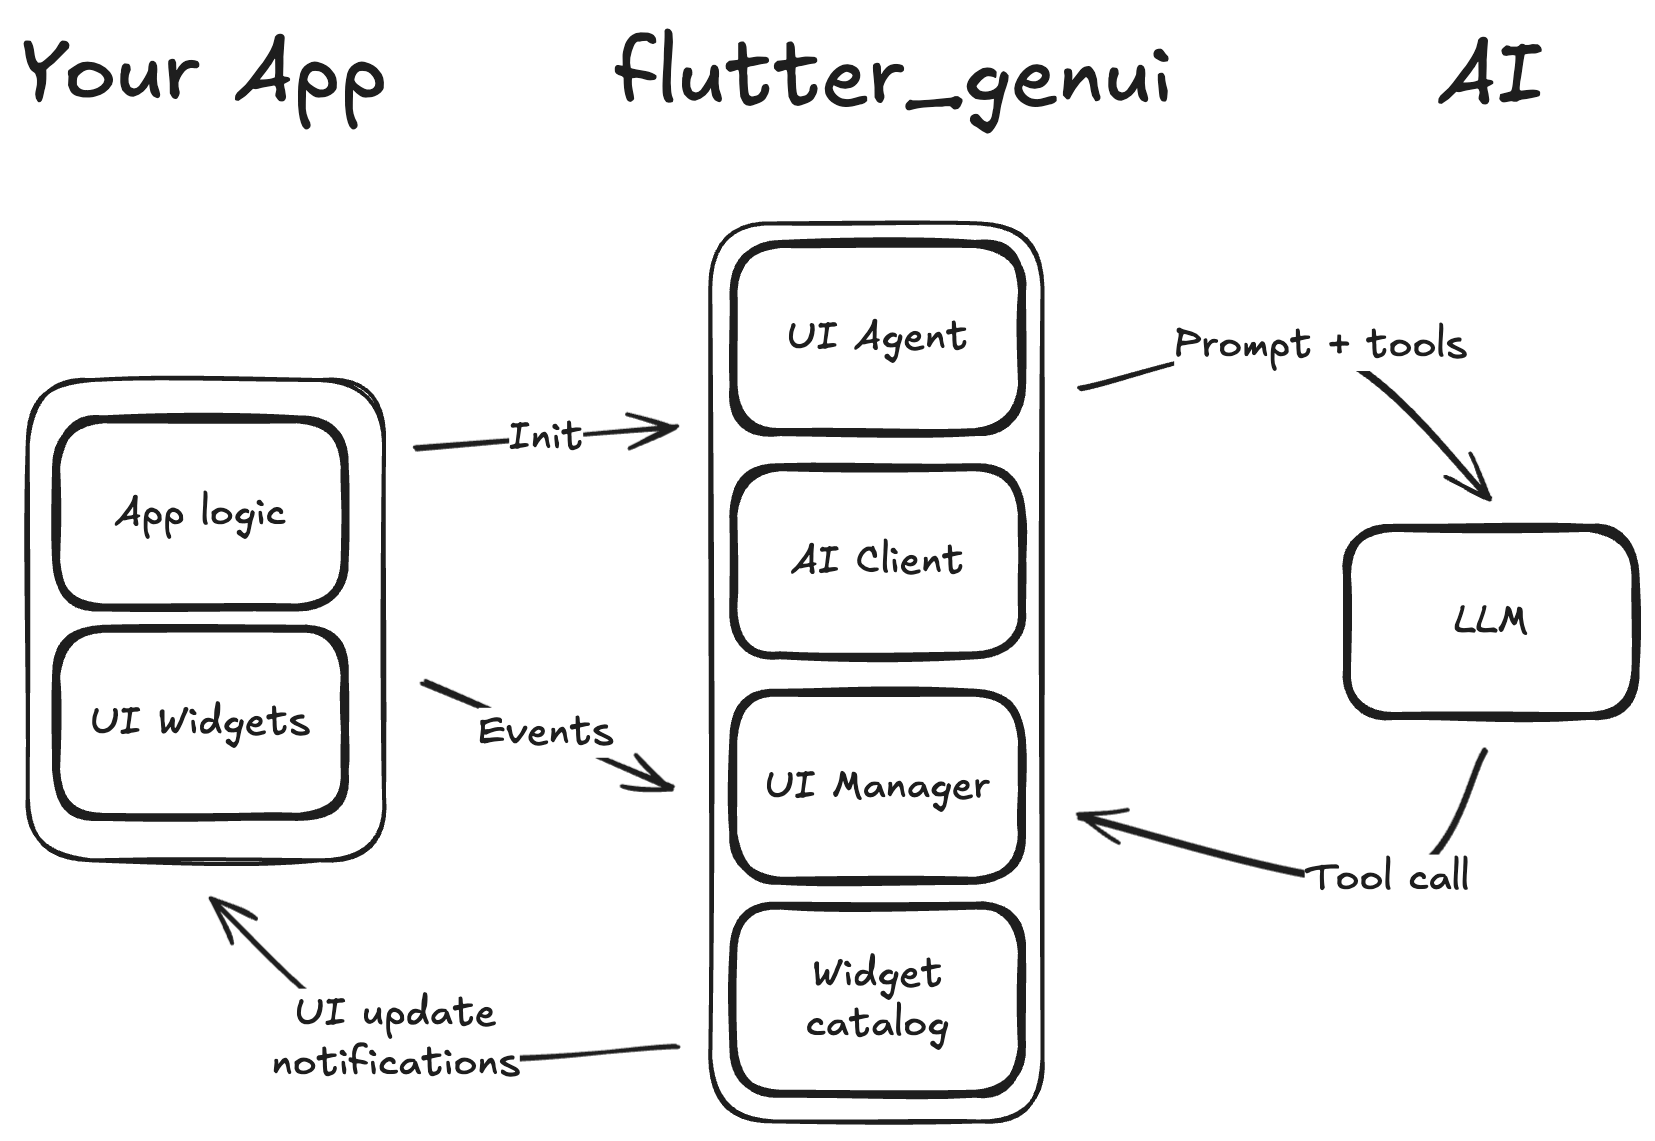 Your App
flutter_genui
AI
App logic
UI Widgets
Init
Events
UI update
notifications
UI Agent
AI Client
UI Manager
Widget
catalog
Prompt + tools
LLM
Tool call